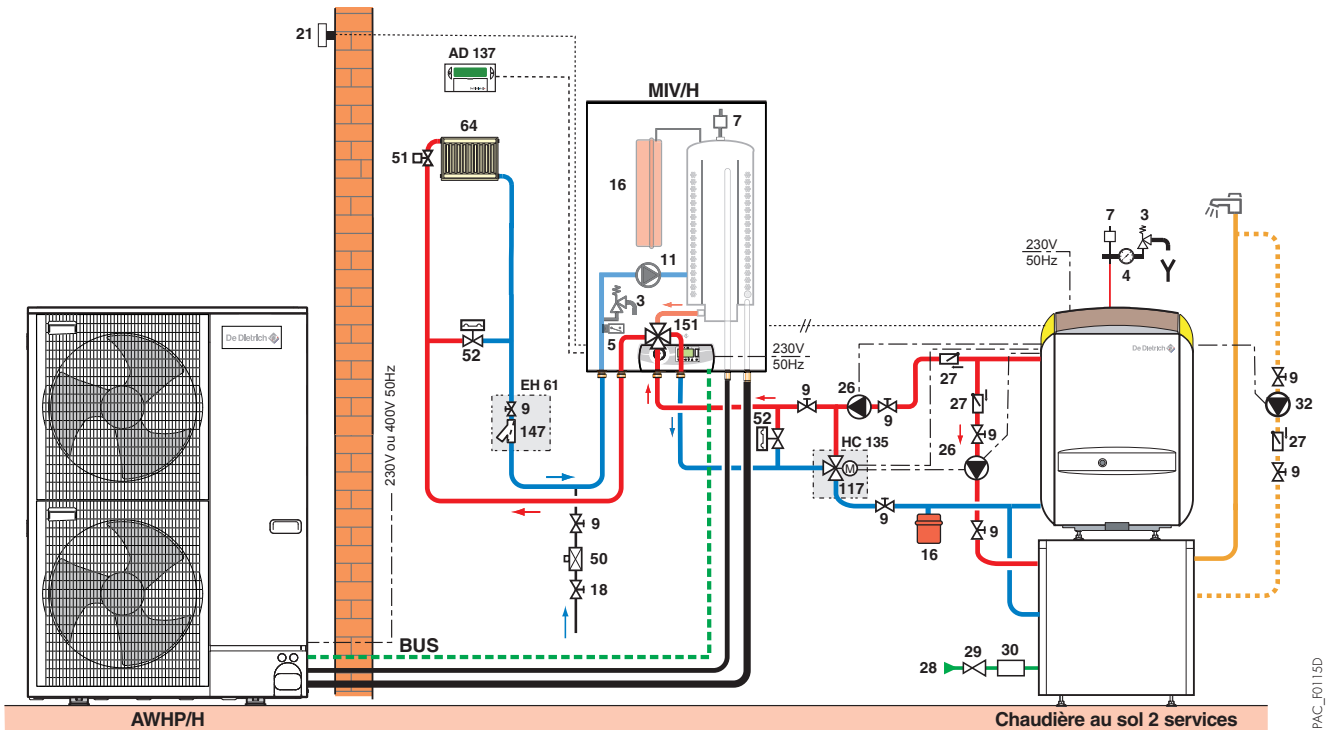 21
AD 137
64
51
MIV/H
7
16
11
3
5
151
230V
50Hz
52
EH 61
9
147
9
50
18
De Dietrich
230V ou 400V 50Hz
BUS
AWHP/H
230V
50Hz
7
3
4
De Dietrich
27
26
9
9
52
27
9
26
HC 135
M
117
9
16
9
9
32
27
9
28
29
30
Chaudière au sol 2 services
PAC_F0115D